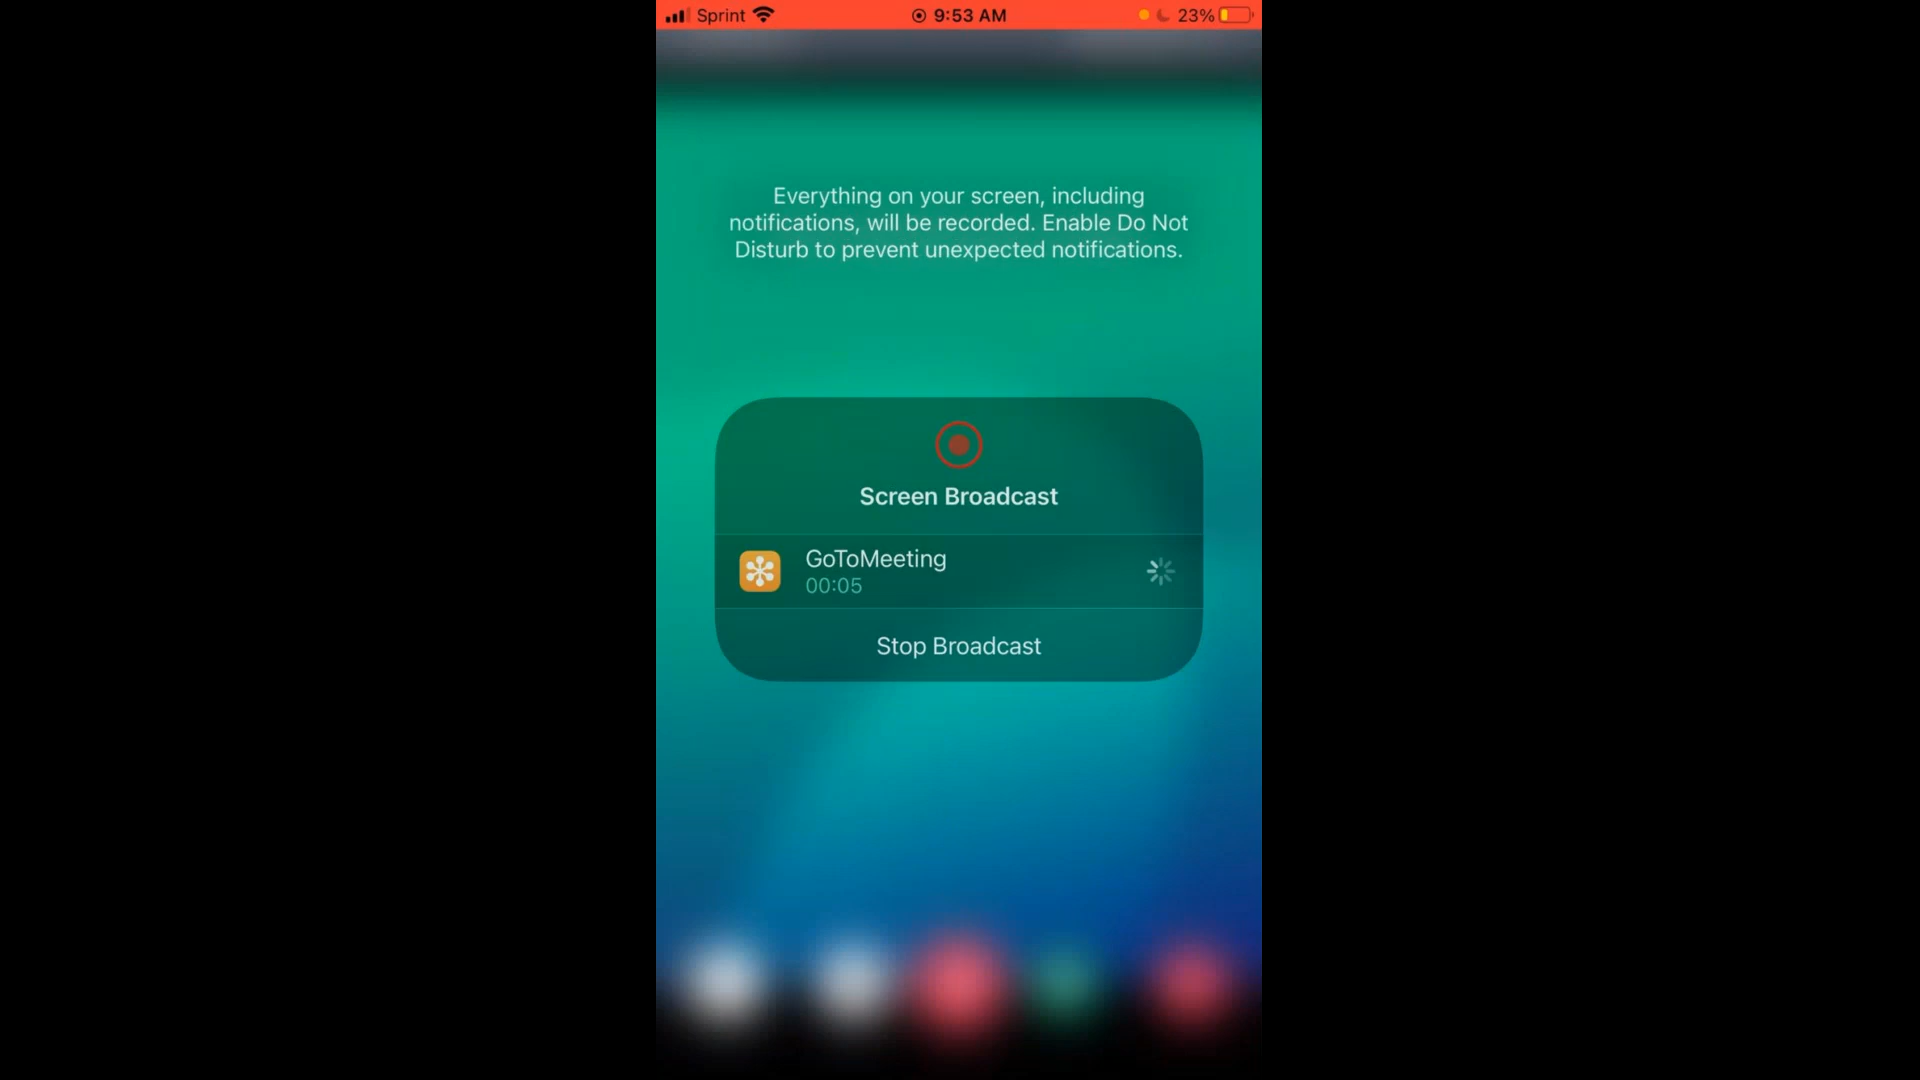 Sprint 9:53 AM 23%
Everything on your screen, including
notifications, will be recorded. Enable Do Not
Disturb to prevent unexpected notifications.
Screen Broadcast
GoToMeeting
00:05
Stop Broadcast